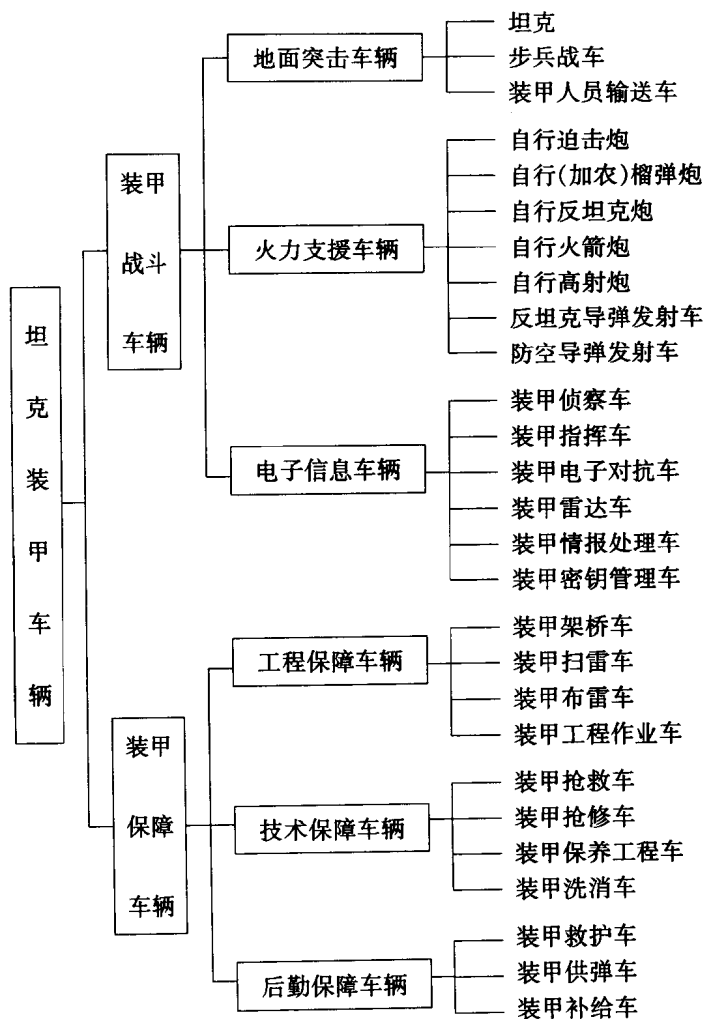 坦克装甲车辆
装甲战斗车辆
地面突击车辆
坦克
步兵战车
装甲人员输送车
火力支援车辆
自行迫击炮
自行(加农)榴弹炮
自行反坦克炮
自行火箭炮
自行高射炮
反坦克导弹发射车
防空导弹发射车
电子信息车辆
装甲侦察车
装甲指挥车
装甲电子对抗车
装甲雷达车
装甲情报处理车
装甲密钥管理车
装甲保障车辆
工程保障车辆
装甲架桥车
装甲扫雷车
装甲布雷车
装甲工程作业车
技术保障车辆
装甲抢救车
装甲抢修车
装甲保养工程车
装甲洗消车
后勤保障车辆
装甲救护车
装甲供弹车
装甲补给车